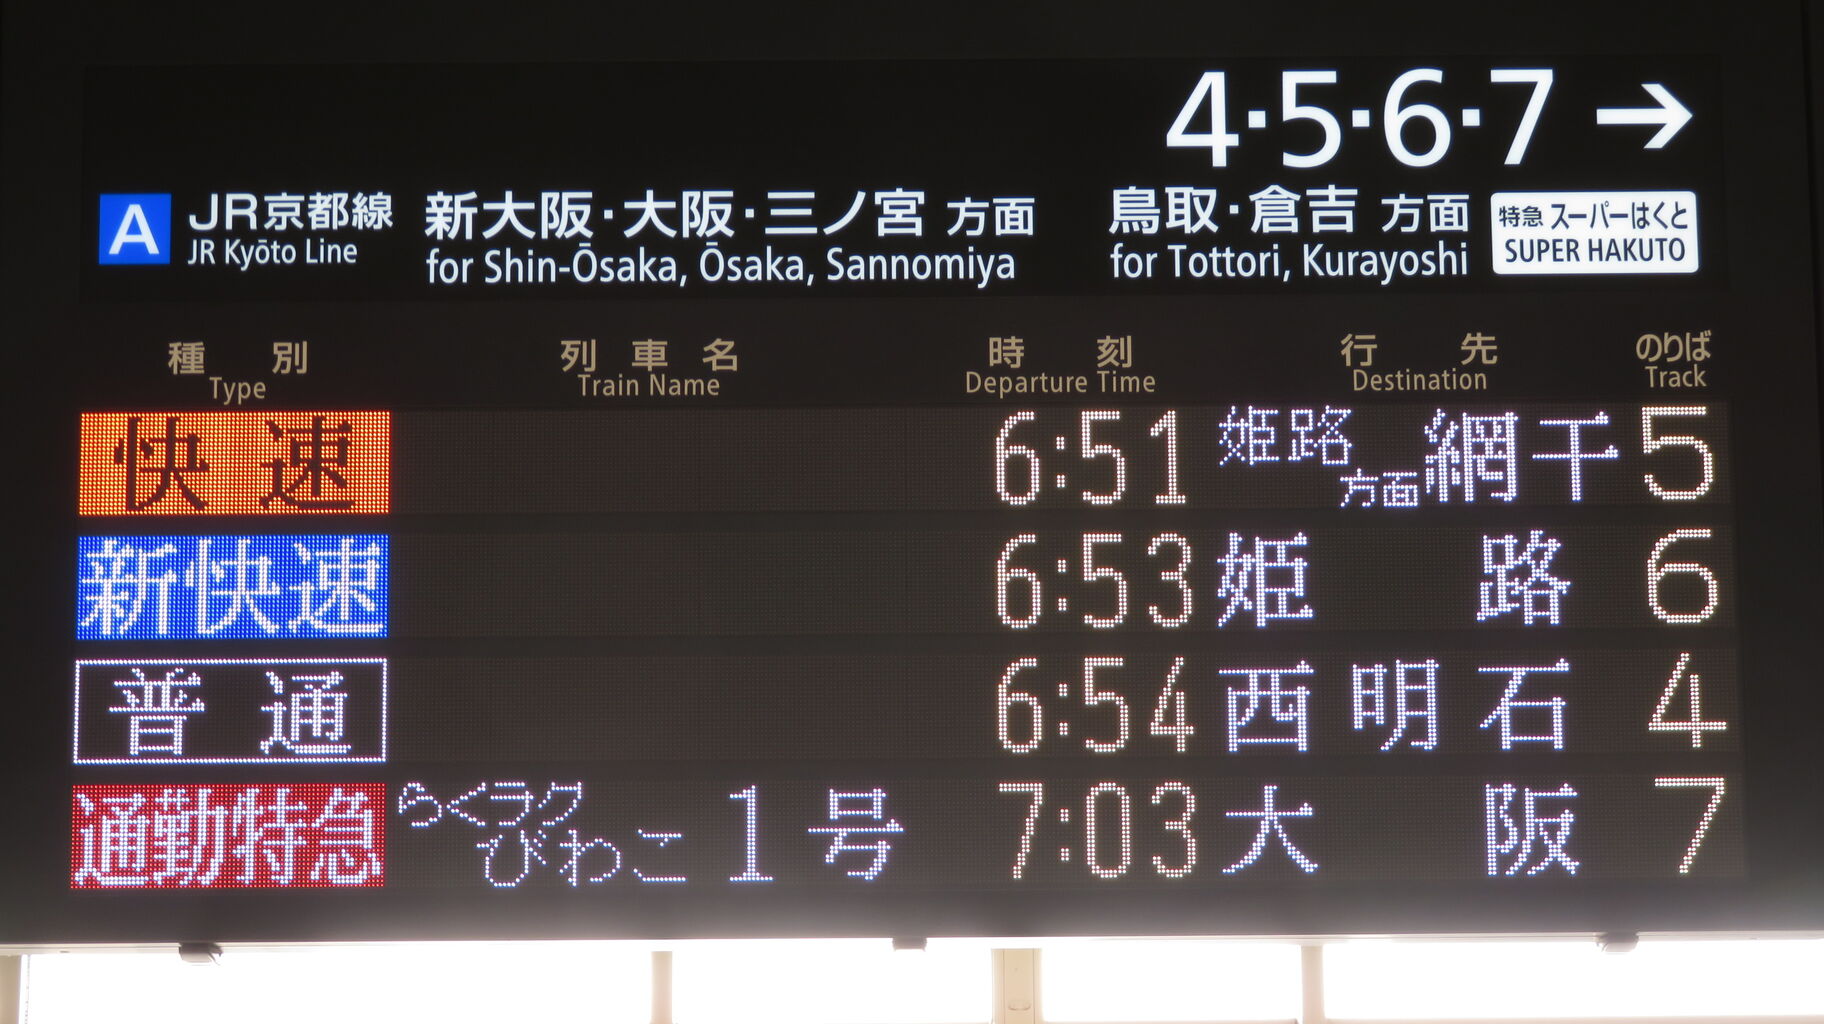 4・5・6・7 →
A JR京都線 新大阪・大阪・三ノ宮 方面 鳥取・倉吉 方面 特急 スーパーはくと
JR Kyōto Line for Shin-Ōsaka, Ōsaka, Sannomiya for Tottori, Kurayoshi SUPER HAKUTO
種別 列車名 時刻 行先 のりば
Type Train Name Departure Time Destination Track
快速 6:51 姫路方面 網干 5
新快速 6:53 姫路 6
普通 6:54 西明石 4
通勤特急 らくラクびわこ 1号 7:03 大阪 7